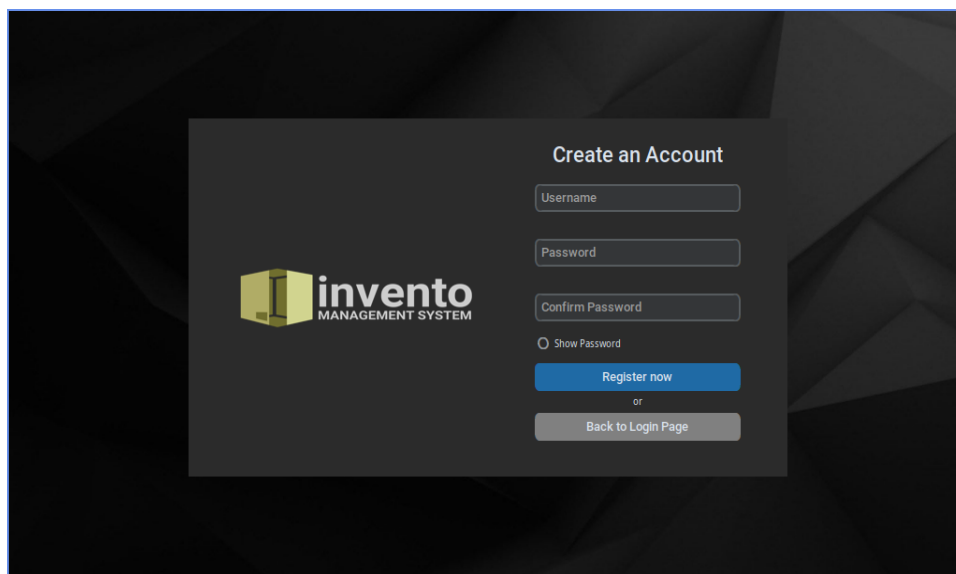 invento
MANAGEMENT SYSTEM
Create an Account
Username
Password
Confirm Password
Show Password
Register now
or
Back to Login Page